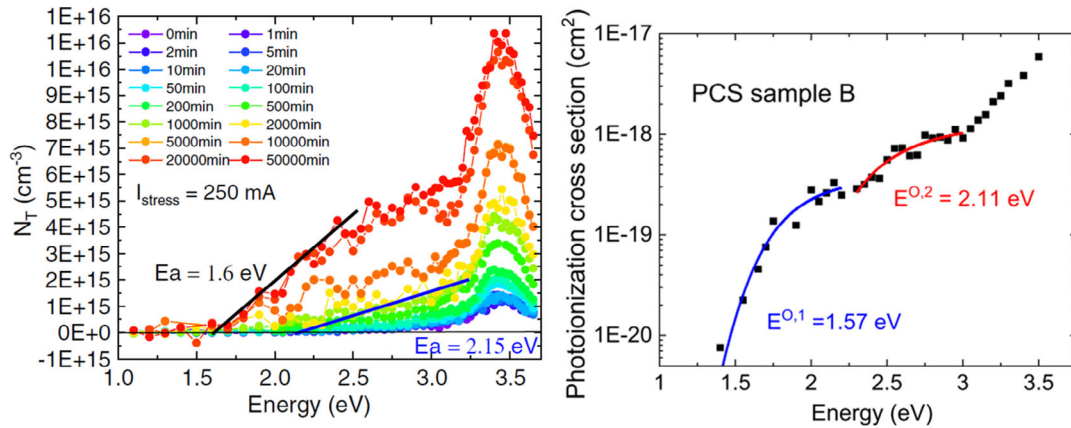 1E+16
1E+16
1E+16
9E+15
8E+15
7E+15
6E+15
5E+15
4E+15
3E+15
2E+15
1E+15
0E+0
-1E+15
N_T (cm⁻³)
0min 1min
2min 5min
10min 20min
50min 100min
200min 500min
1000min 2000min
5000min 10000min
20000min 50000min
I_stress = 250 mA
Ea = 1.6 eV
Ea = 2.15 eV
1.0 1.5 2.0 2.5 3.0 3.5
Energy (eV)
Photoionization cross section (cm²)
1E-17
1E-18
1E-19
1E-20
PCS sample B
E^O,2 = 2.11 eV
E^O,1 =1.57 eV
1 1.5 2 2.5 3 3.5
Energy (eV)